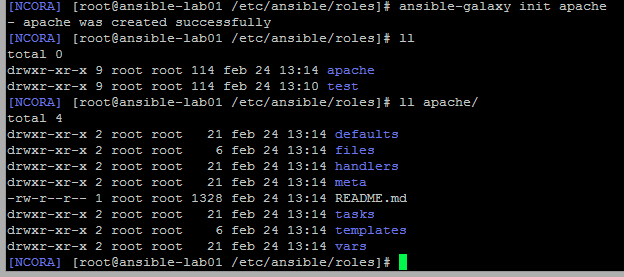 [NCORA] [root@ansible-lab01 /etc/ansible/roles]# ansible-galaxy init apache
- apache was created successfully
[NCORA] [root@ansible-lab01 /etc/ansible/roles]# ll
total 0
drwxr-xr-x 9 root root 114 feb 24 13:14 apache
drwxr-xr-x 9 root root 114 feb 24 13:10 test
[NCORA] [root@ansible-lab01 /etc/ansible/roles]# ll apache/
total 4
drwxr-xr-x 2 root root   21 feb 24 13:14 defaults
drwxr-xr-x 2 root root    6 feb 24 13:14 files
drwxr-xr-x 2 root root   21 feb 24 13:14 handlers
drwxr-xr-x 2 root root   21 feb 24 13:14 meta
-rw-r--r-- 1 root root 1328 feb 24 13:14 README.md
drwxr-xr-x 2 root root   21 feb 24 13:14 tasks
drwxr-xr-x 2 root root    6 feb 24 13:14 templates
drwxr-xr-x 2 root root   21 feb 24 13:14 vars
[NCORA] [root@ansible-lab01 /etc/ansible/roles]#